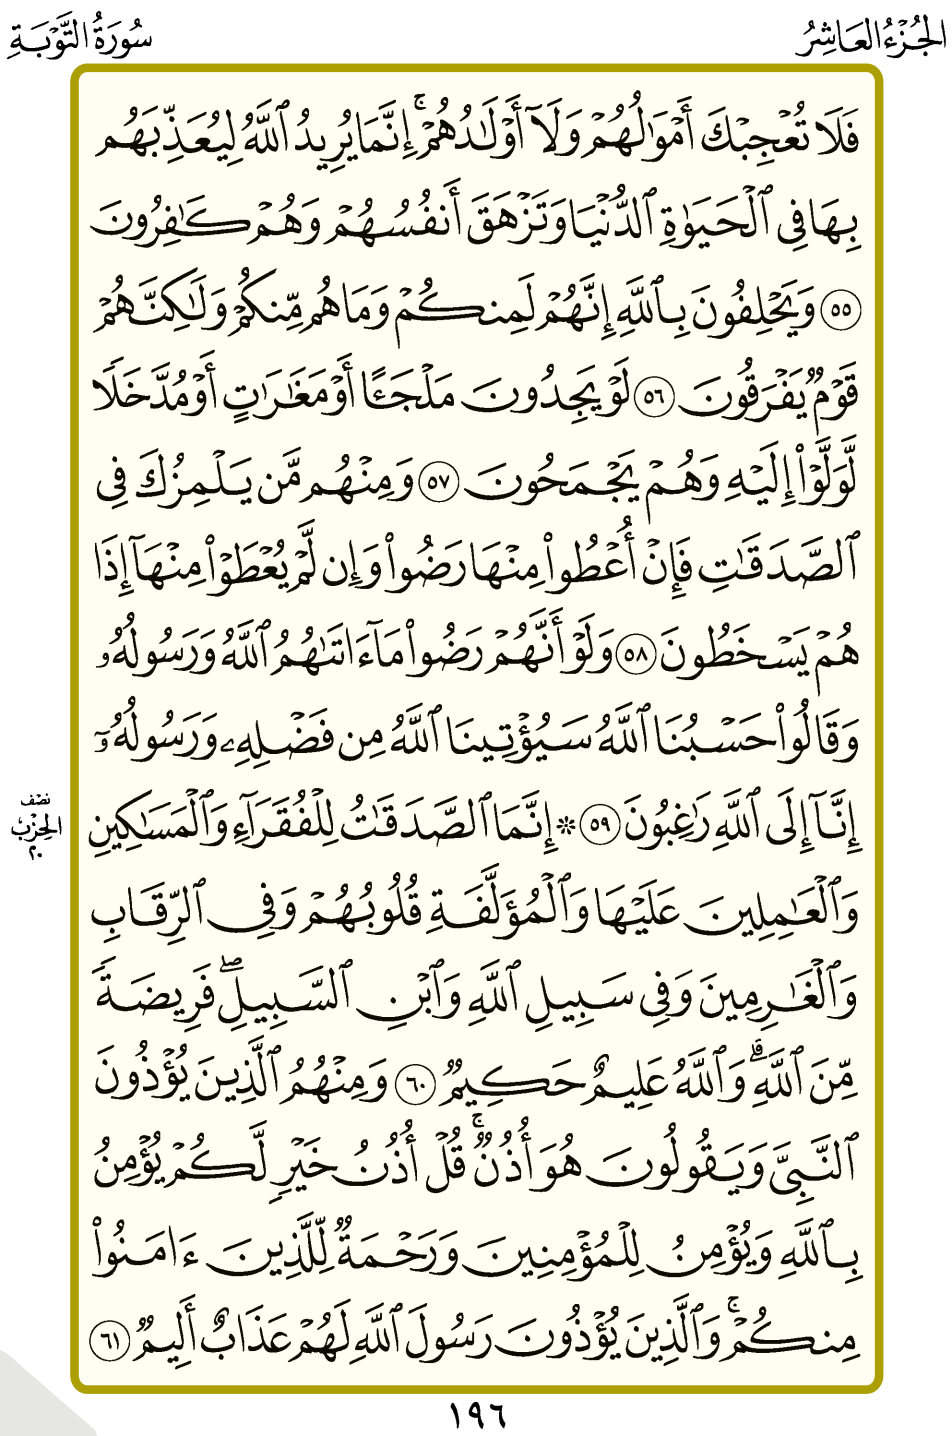 الجُزْءُ العَاشِرُ
سُورَةُ التَّوْبَةِ
فَلَا تُعْجِبْكَ أَمْوَٰلُهُمْ وَلَآ أَوْلَٰدُهُمْ ۚ إِنَّمَا يُرِيدُ ٱللَّهُ لِيُعَذِّبَهُم
بِهَا فِى ٱلْحَيَوٰةِ ٱلدُّنْيَا وَتَزْهَقَ أَنفُسُهُمْ وَهُمْ كَٰفِرُونَ
٥٥ وَيَحْلِفُونَ بِٱللَّهِ إِنَّهُمْ لَمِنكُمْ وَمَا هُم مِّنكُمْ وَلَٰكِنَّهُمْ
قَوْمٌ يَفْرَقُونَ ٥٦ لَوْ يَجِدُونَ مَلْجَـًٔا أَوْ مَغَٰرَٰتٍ أَوْ مُدَّخَلًا
لَّوَلَّوْا۟ إِلَيْهِ وَهُمْ يَجْمَحُونَ ٥٧ وَمِنْهُم مَّن يَلْمِزُكَ فِى
ٱلصَّدَقَٰتِ فَإِنْ أُعْطُوا۟ مِنْهَا رَضُوا۟ وَإِن لَّمْ يُعْطَوْا۟ مِنْهَآ إِذَا
هُمْ يَسْخَطُونَ ٥٨ وَلَوْ أَنَّهُمْ رَضُوا۟ مَآ ءَاتَىٰهُمُ ٱللَّهُ وَرَسُولُهُۥ
وَقَالُوا۟ حَسْبُنَا ٱللَّهُ سَيُؤْتِينَا ٱللَّهُ مِن فَضْلِهِۦ وَرَسُولُهُۥٓ
إِنَّآ إِلَى ٱللَّهِ رَٰغِبُونَ ٥٩ ۞ إِنَّمَا ٱلصَّدَقَٰتُ لِلْفُقَرَآءِ وَٱلْمَسَٰكِينِ
نصْف
الحِزْبْ
٢٠
وَٱلْعَٰمِلِينَ عَلَيْهَا وَٱلْمُؤَلَّفَةِ قُلُوبُهُمْ وَفِى ٱلرِّقَابِ
وَٱلْغَٰرِمِينَ وَفِى سَبِيلِ ٱللَّهِ وَٱبْنِ ٱلسَّبِيلِ ۖ فَرِيضَةً
مِّنَ ٱللَّهِ ۗ وَٱللَّهُ عَلِيمٌ حَكِيمٌ ٦٠ وَمِنْهُمُ ٱلَّذِينَ يُؤْذُونَ
ٱلنَّبِىَّ وَيَقُولُونَ هُوَ أُذُنٌ ۚ قُلْ أُذُنُ خَيْرٍ لَّكُمْ يُؤْمِنُ
بِٱللَّهِ وَيُؤْمِنُ لِلْمُؤْمِنِينَ وَرَحْمَةٌ لِّلَّذِينَ ءَامَنُوا۟
مِنكُمْ ۚ وَٱلَّذِينَ يُؤْذُونَ رَسُولَ ٱللَّهِ لَهُمْ عَذَابٌ أَلِيمٌ ٦١
١٩٦